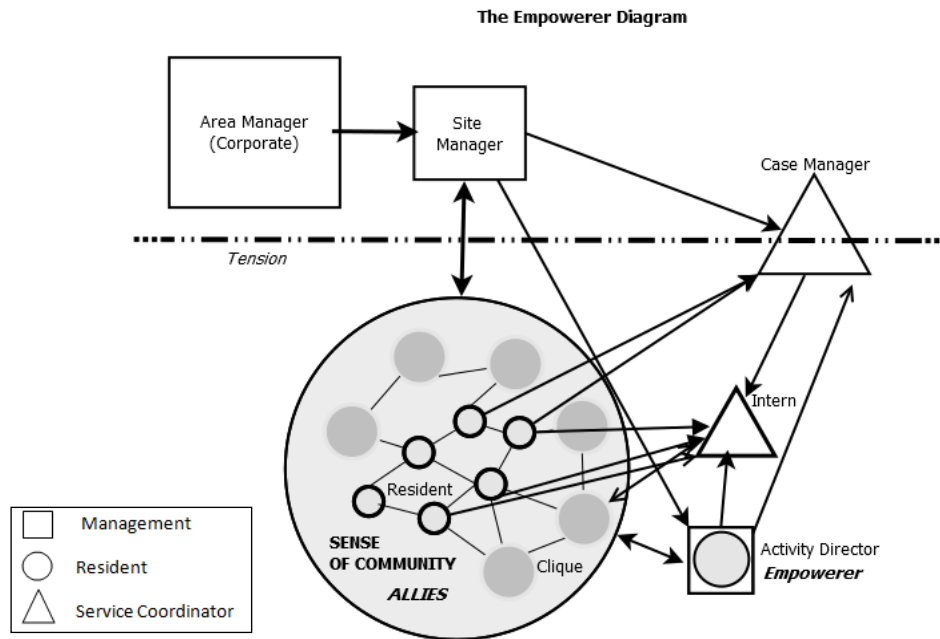 The Empowerer Diagram
Area Manager
(Corporate)
Site
Manager
Case Manager
Tension
Intern
Resident
SENSE
OF COMMUNITY
ALLIES
Clique
Activity Director
Empowerer
Management
Resident
Service Coordinator